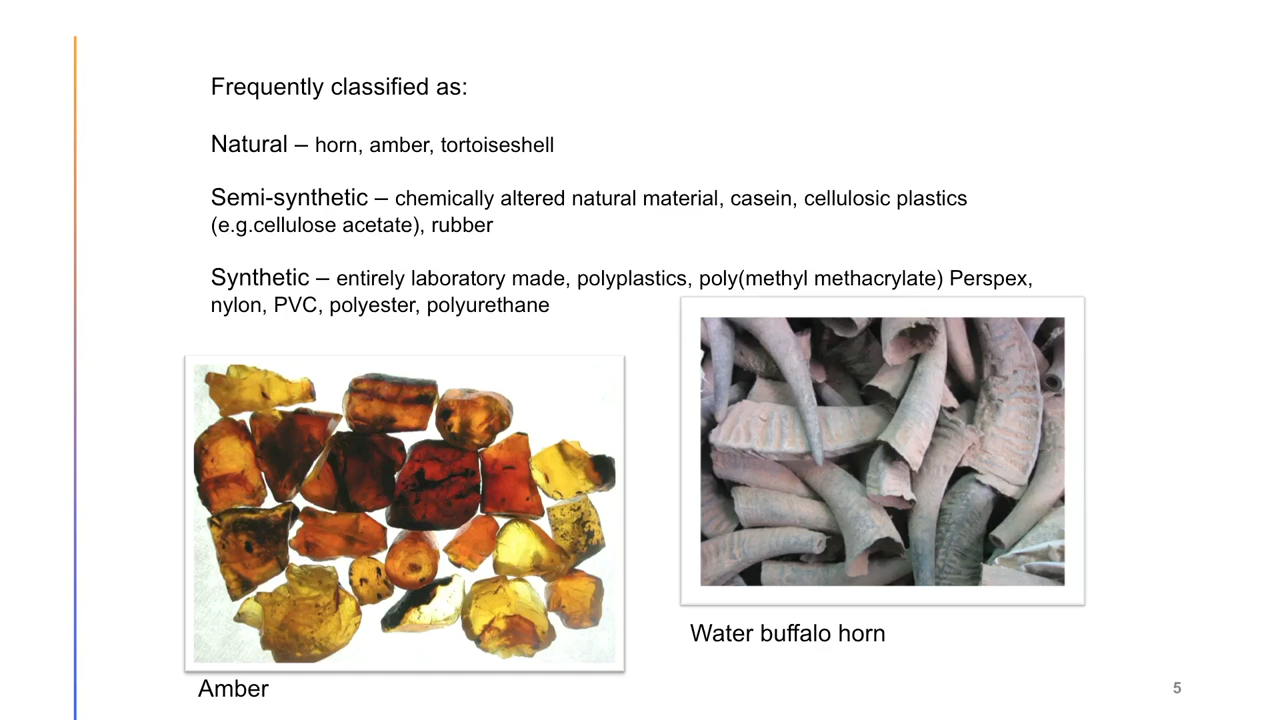 Frequently classified as:
Natural – horn, amber, tortoiseshell
Semi-synthetic – chemically altered natural material, casein, cellulosic plastics
(e.g.cellulose acetate), rubber
Synthetic – entirely laboratory made, polyplastics, poly(methyl methacrylate) Perspex,
nylon, PVC, polyester, polyurethane
Water buffalo horn
Amber
5